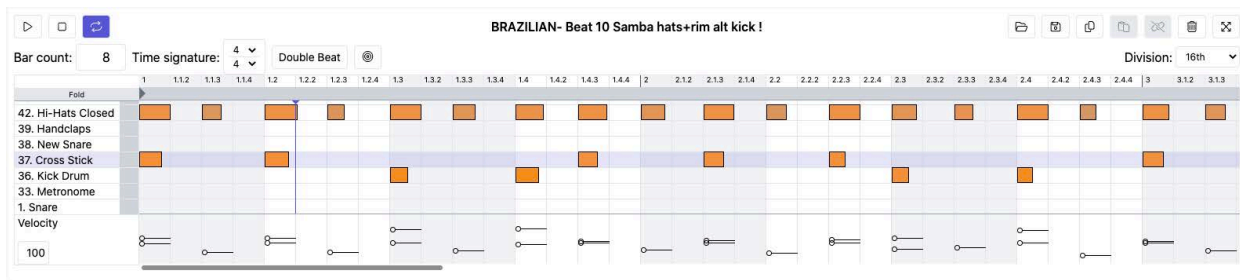 BRAZILIAN- Beat 10 Samba hats+rim alt kick !
Bar count: 8 Time signature: 4 4 Double Beat Division: 16th
1 1.1.2 1.1.3 1.1.4 1.2 1.2.2 1.2.3 1.2.4 1.3 1.3.2 1.3.3 1.3.4 1.4 1.4.2 1.4.3 1.4.4 2 2.1.2 2.1.3 2.1.4 2.2 2.2.2 2.2.3 2.2.4 2.3 2.3.2 2.3.3 2.3.4 2.4 2.4.2 2.4.3 2.4.4 3 3.1.2 3.1.3
Fold
42. Hi-Hats Closed
39. Handclaps
38. New Snare
37. Cross Stick
36. Kick Drum
33. Metronome
1. Snare
Velocity
100